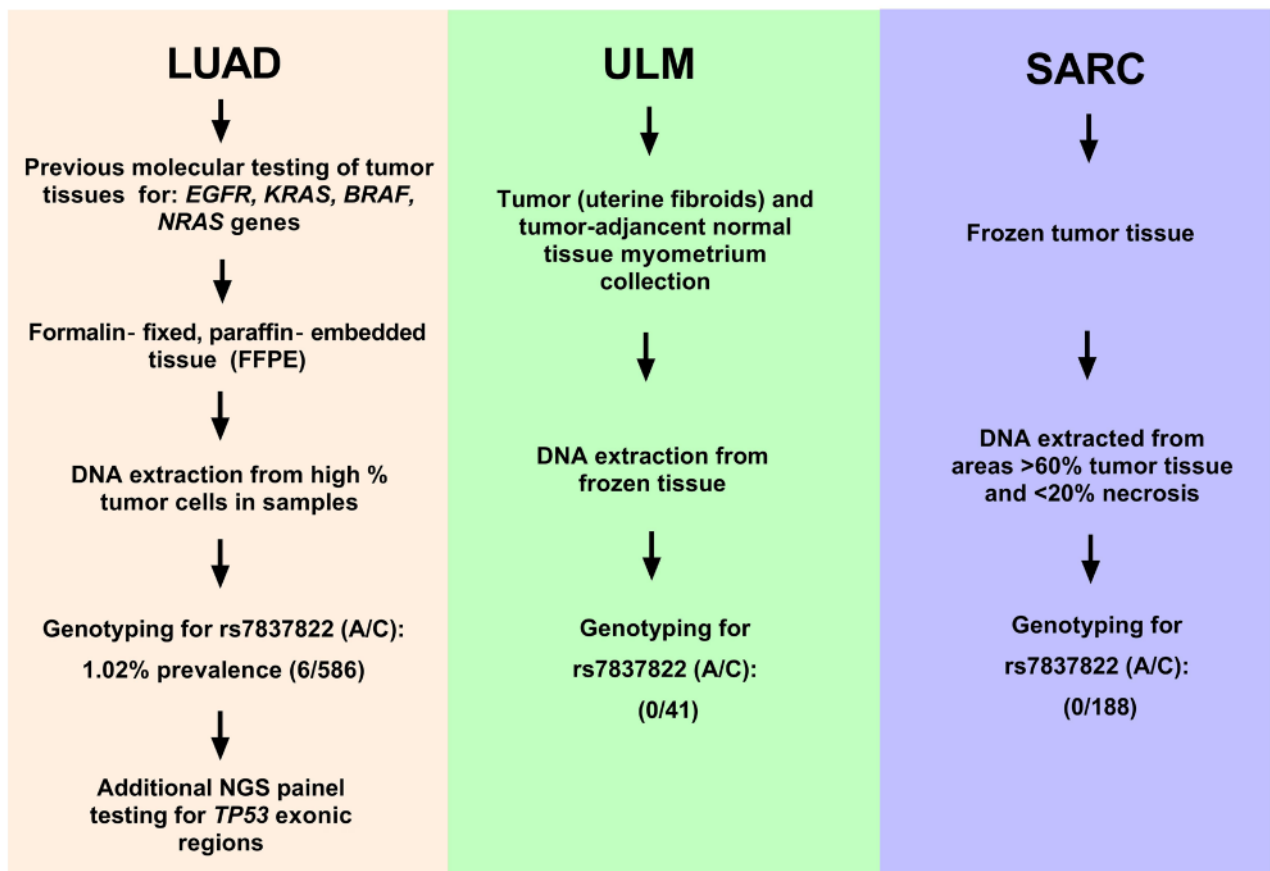 LUAD
Previous molecular testing of tumor
tissues for: EGFR, KRAS, BRAF,
NRAS genes
Formalin- fixed, paraffin- embedded
tissue (FFPE)
DNA extraction from high %
tumor cells in samples
Genotyping for rs7837822 (A/C):
1.02% prevalence (6/586)
Additional NGS painel
testing for TP53 exonic
regions
ULM
Tumor (uterine fibroids) and
tumor-adjancent normal
tissue myometrium
collection
DNA extraction from
frozen tissue
Genotyping for
rs7837822 (A/C):
(0/41)
SARC
Frozen tumor tissue
DNA extracted from
areas >60% tumor tissue
and <20% necrosis
Genotyping for
rs7837822 (A/C):
(0/188)